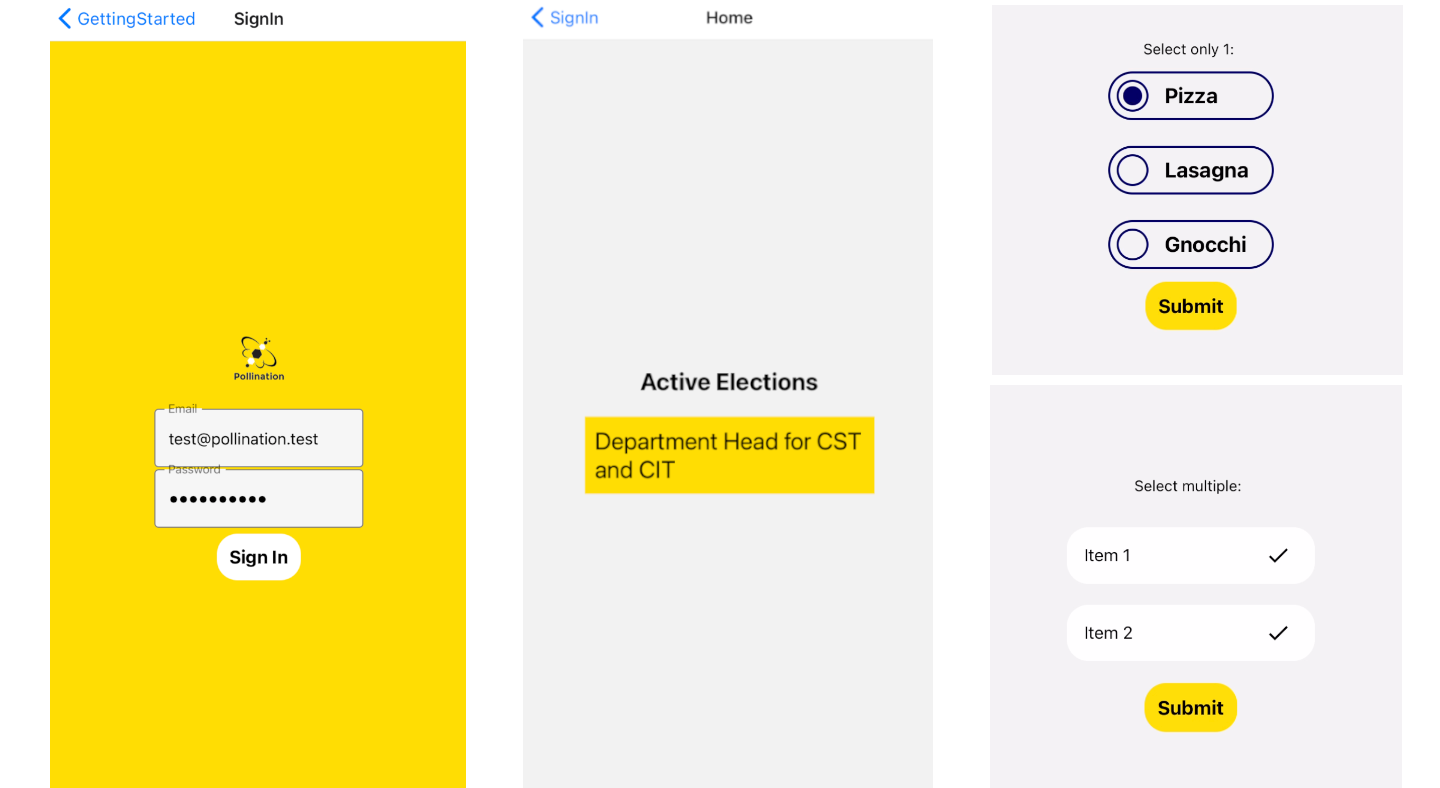 GettingStarted
SignIn
Pollination
Email
test@pollination.test
Password
Sign In
SignIn
Home
Active Elections
Department Head for CST
and CIT
Select only 1:
Pizza
Lasagna
Gnocchi
Submit
Select multiple:
Item 1
Item 2
Submit